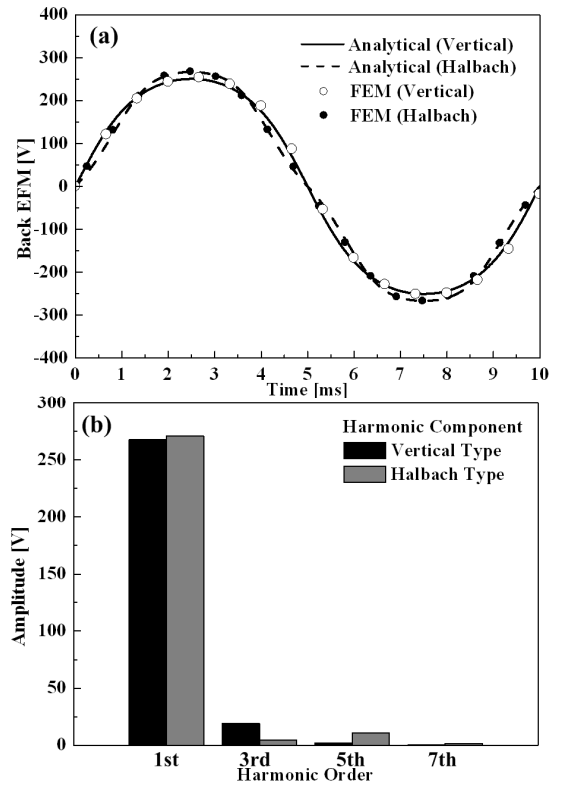 (a)
Analytical (Vertical)
Analytical (Halbach)
FEM (Vertical)
FEM (Halbach)
Back EFM [V]
400
300
200
100
0
-100
-200
-300
-400
0 1 2 3 4 5 6 7 8 9 10
Time [ms]
(b)
Harmonic Component
Vertical Type
Halbach Type
Amplitude [V]
300
250
200
150
100
50
0
1st 3rd 5th 7th
Harmonic Order